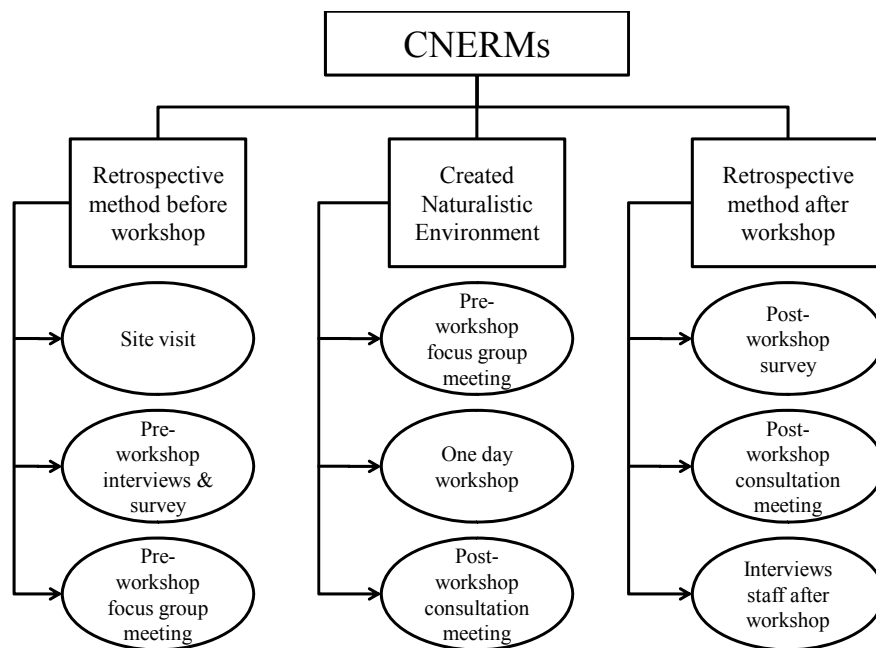 CNERMs
Retrospective
method before
workshop
Site visit
Pre-
workshop
interviews &
survey
Pre-
workshop
focus group
meeting
Created
Naturalistic
Environment
Pre-
workshop
focus group
meeting
One day
workshop
Post-
workshop
consultation
meeting
Retrospective
method after
workshop
Post-
workshop
survey
Post-
workshop
consultation
meeting
Interviews
staff after
workshop